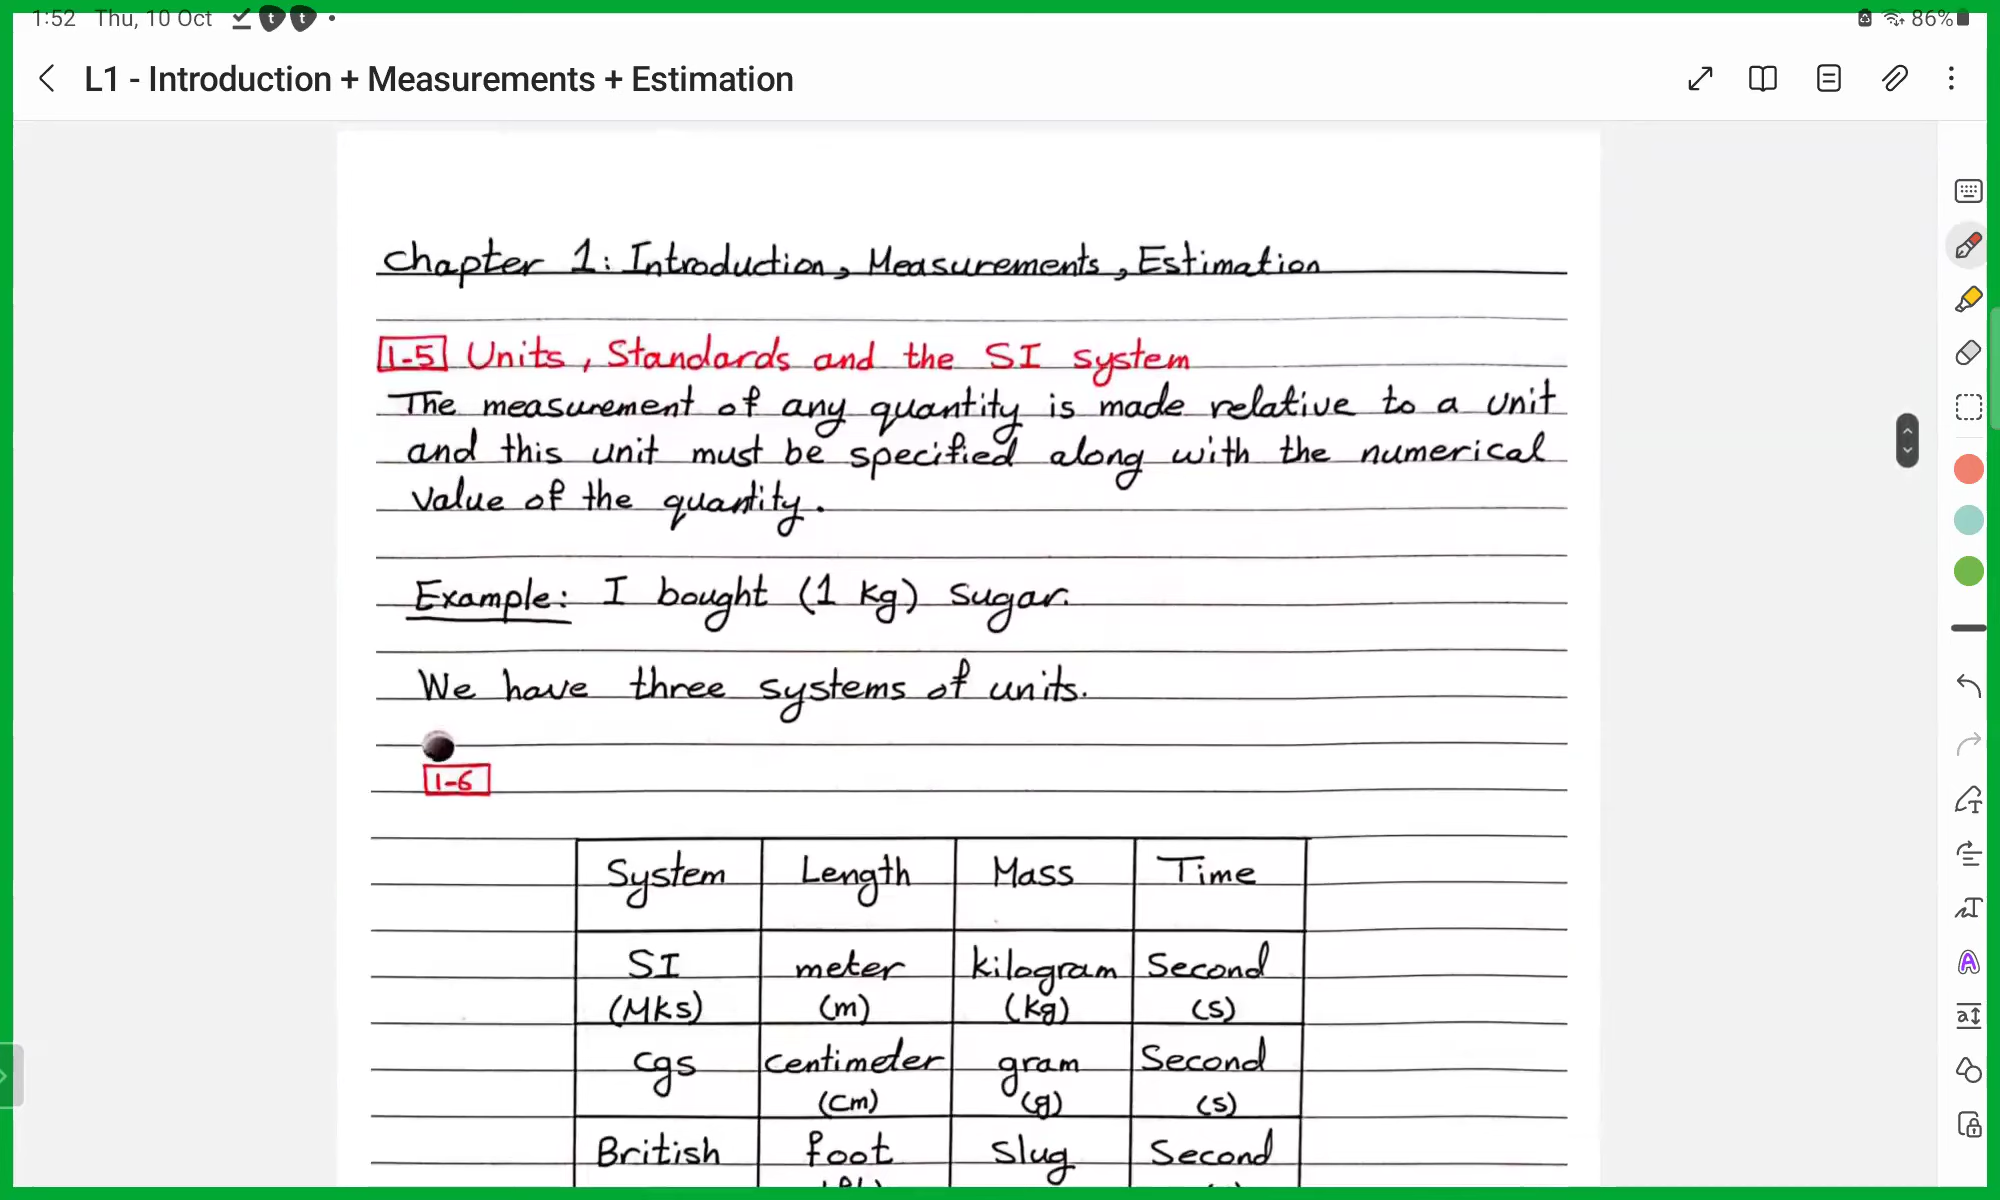 1:52 Thu, 10 Oct
86%
L1 - Introduction + Measurements + Estimation
Chapter 1: Introduction, Measurements, Estimation
1-5 Units, Standards and the SI system
The measurement of any quantity is made relative to a unit
and this unit must be specified along with the numerical
value of the quantity.
Example: I bought (1 kg) sugar.
We have three systems of units.
1-6
System Length Mass Time
SI meter kilogram Second
(Mks) (m) (kg) (s)
cgs centimeter gram Second
(cm) (g) (s)
British foot slug Second